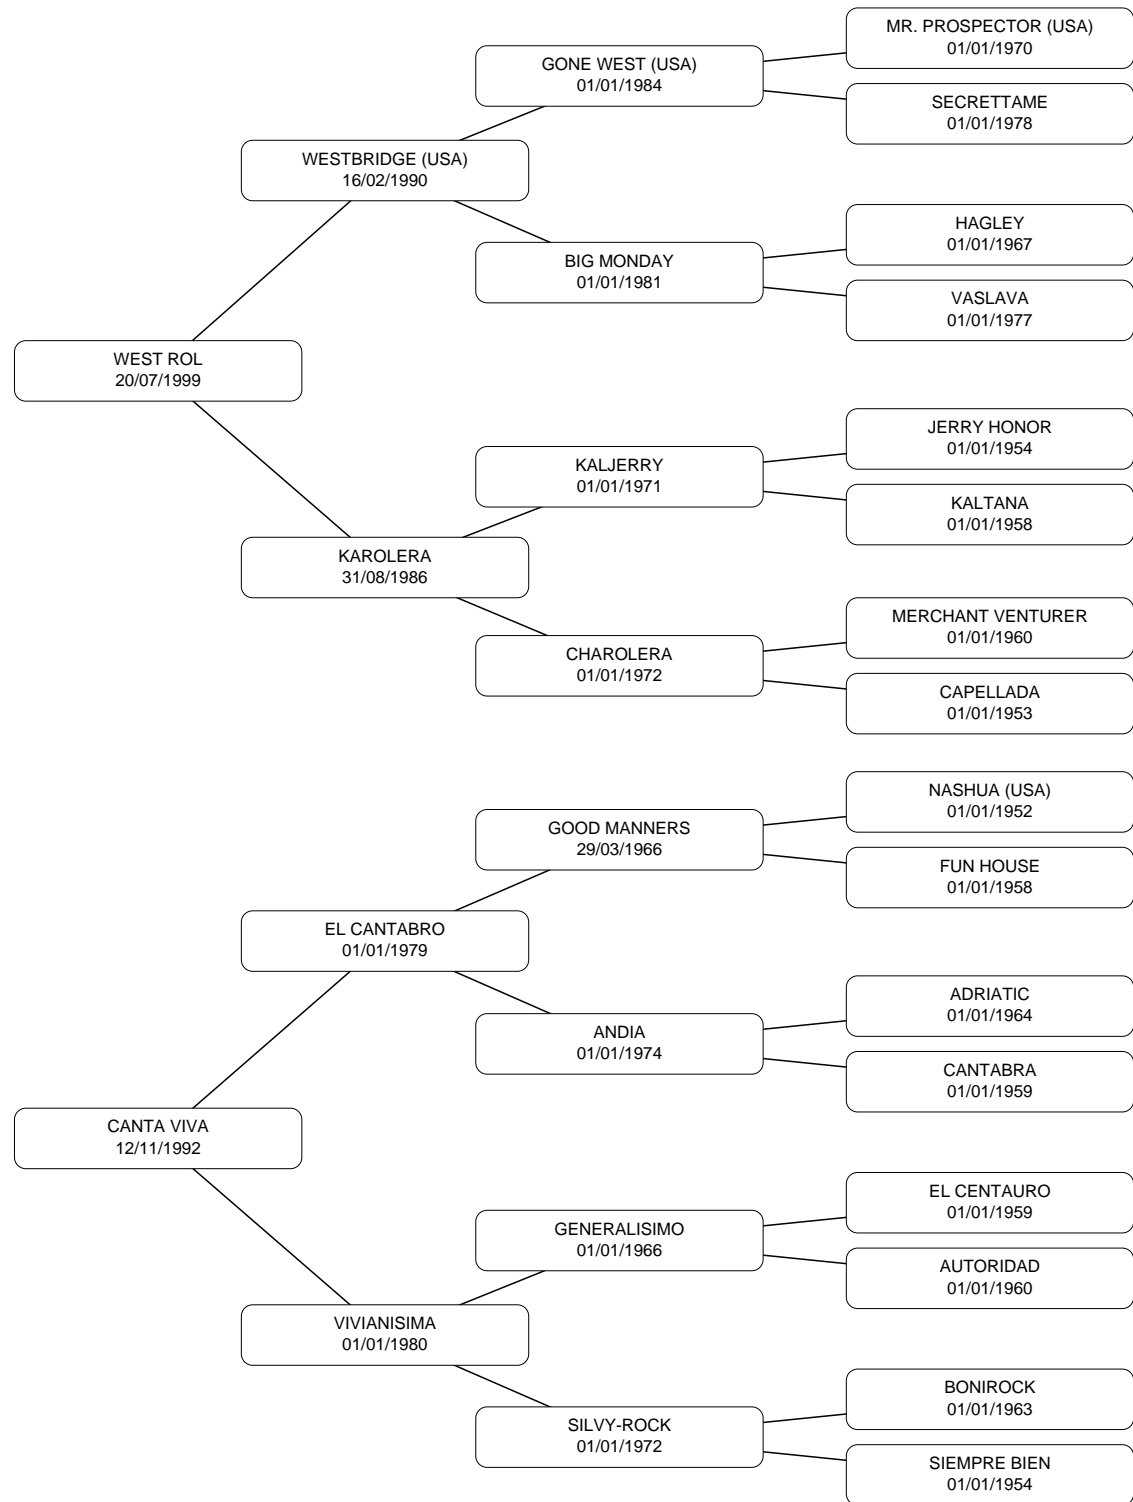 MR. PROSPECTOR (USA)
01/01/1970
GONE WEST (USA)
01/01/1984
SECRETTAME
01/01/1978
WESTBRIDGE (USA)
16/02/1990
HAGLEY
01/01/1967
BIG MONDAY
01/01/1981
VASLAVA
01/01/1977
WEST ROL
20/07/1999
JERRY HONOR
01/01/1954
KALJERRY
01/01/1971
KALTANA
01/01/1958
KAROLERA
31/08/1986
MERCHANT VENTURER
01/01/1960
CHAROLERA
01/01/1972
CAPELLADA
01/01/1953
NASHUA (USA)
01/01/1952
GOOD MANNERS
29/03/1966
FUN HOUSE
01/01/1958
EL CANTABRO
01/01/1979
ADRIATIC
01/01/1964
ANDIA
01/01/1974
CANTABRA
01/01/1959
CANTA VIVA
12/11/1992
EL CENTAURO
01/01/1959
GENERALISIMO
01/01/1966
AUTORIDAD
01/01/1960
VIVIANISIMA
01/01/1980
BONIROCK
01/01/1963
SILVY-ROCK
01/01/1972
SIEMPRE BIEN
01/01/1954